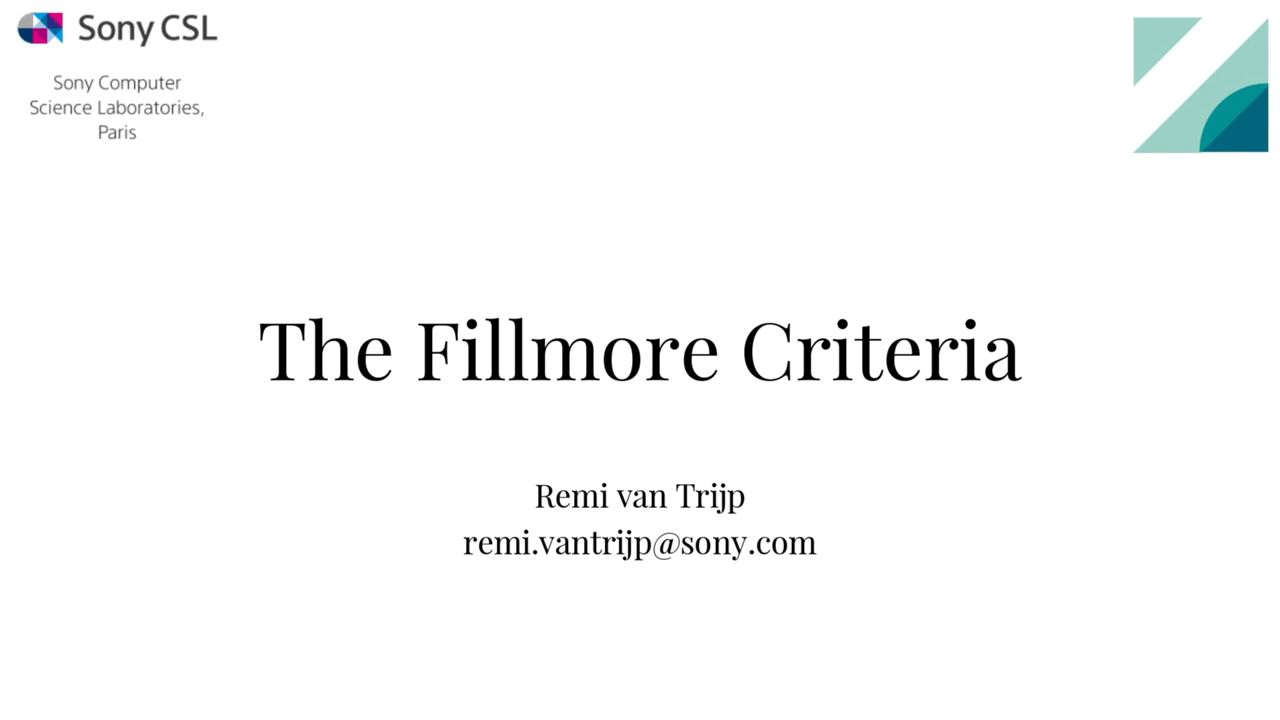 Sony CSL
Sony Computer
Science Laboratories,
Paris
The Fillmore Criteria
Remi van Trijp
remi.vantrijp@sony.com